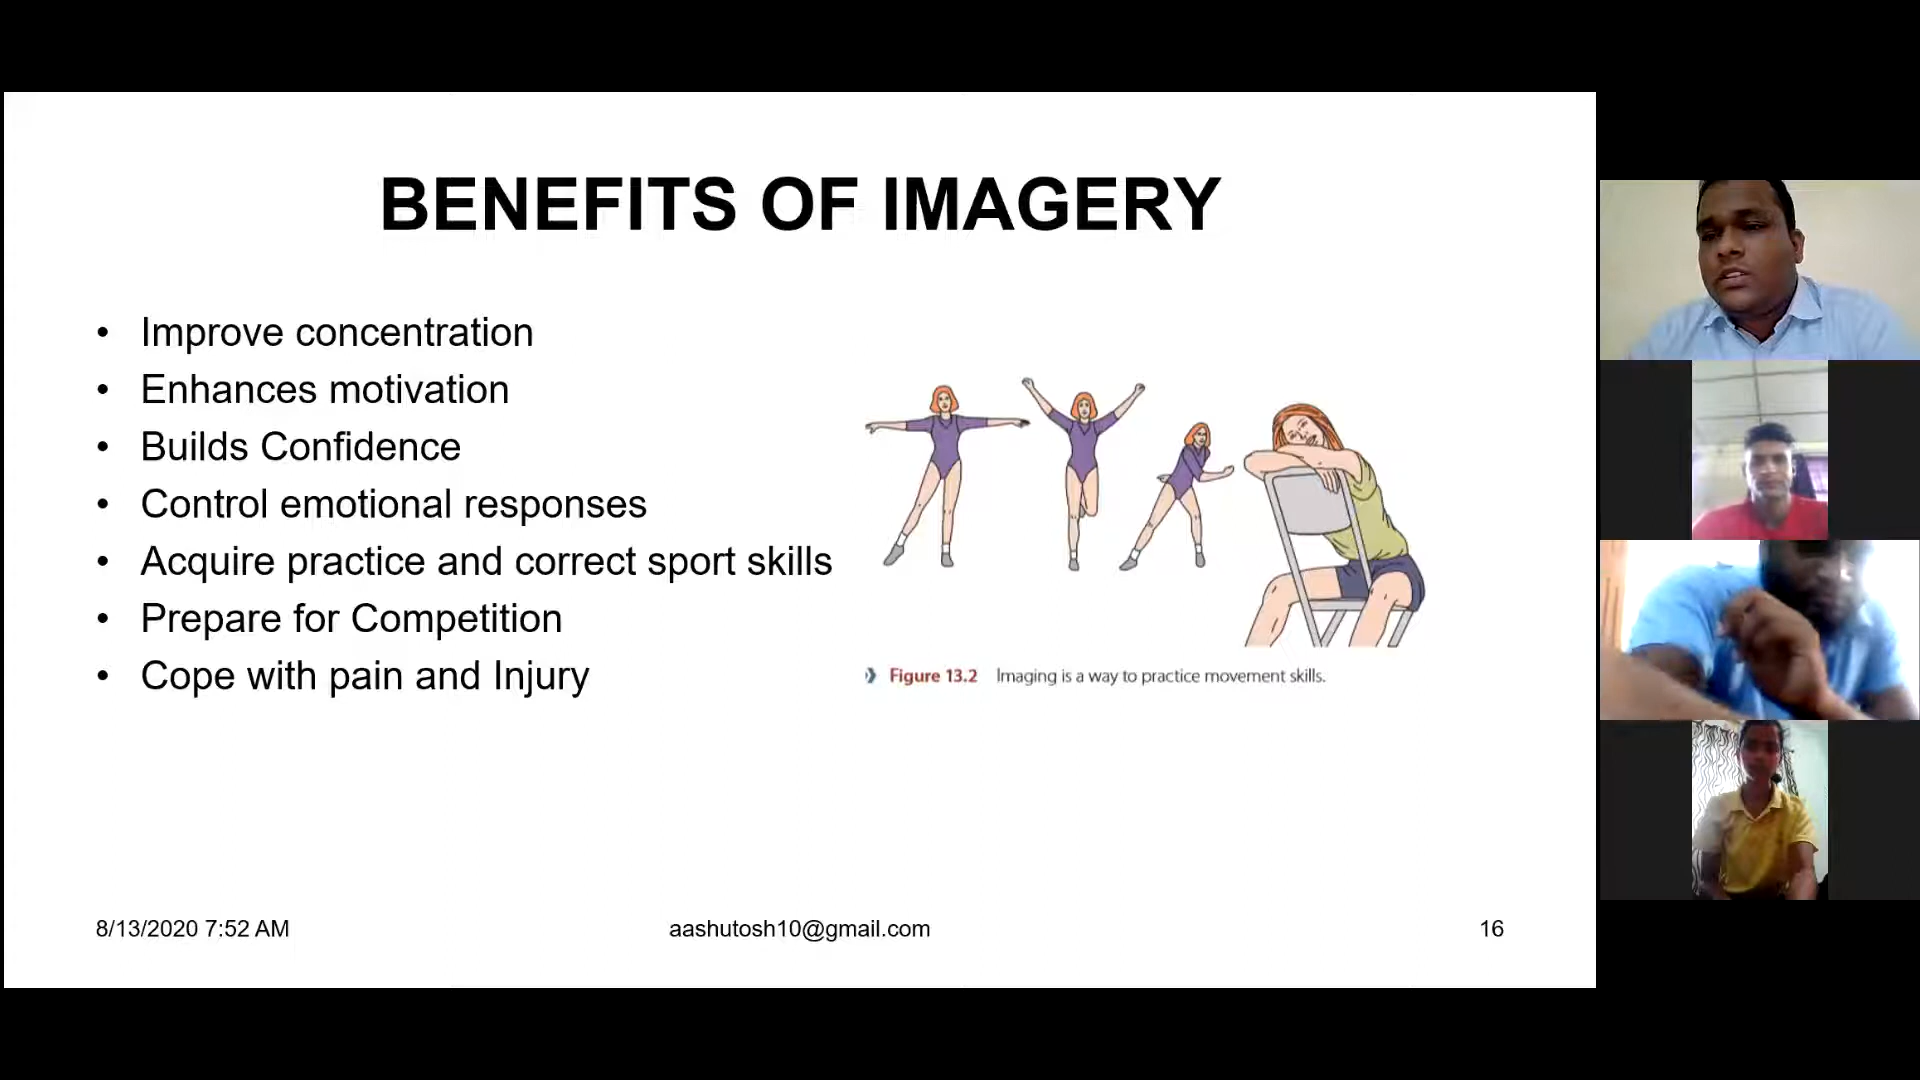 BENEFITS OF IMAGERY
• Improve concentration
• Enhances motivation
• Builds Confidence
• Control emotional responses
• Acquire practice and correct sport skills
• Prepare for Competition
• Cope with pain and Injury
Figure 13.2 Imaging is a way to practice movement skills.
8/13/2020 7:52 AM aashutosh10@gmail.com 16